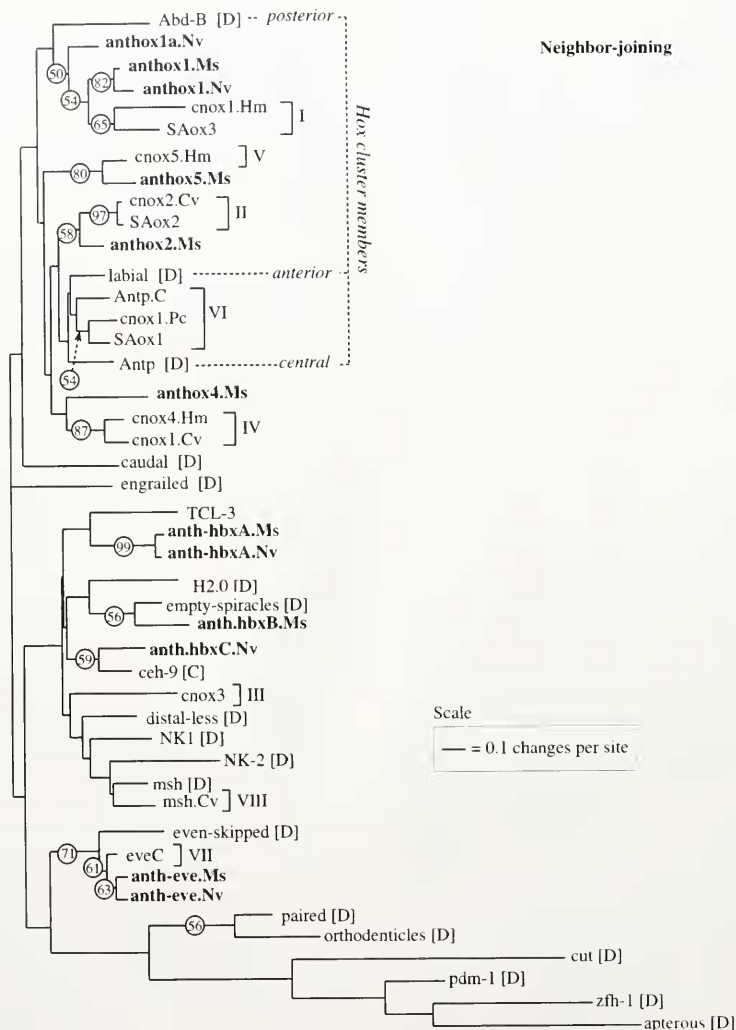 Neighbor-joining
Abd-B [D] posterior
anthox1a.Nv
50
anthox1.Ms
82
54
anthox1.Nv
cnox1.Hm
65
I
SAox3
Hox cluster members
cnox5.Hm
V
80
anthox5.Ms
cnox2.Cv
97
II
SAox2
58
anthox2.Ms
labial [D] anterior
Antp.C
cnox1.Pc
VI
SAox1
Antp [D] central
54
anthox4.Ms
cnox4.Hm
87
IV
cnox1.Cv
caudal [D]
engrailed [D]
TCL-3
anth-hbxA.Ms
99
anth-hbxA.Nv
H2.0 [D]
empty-spiracles [D]
56
anth.hbxB.Ms
anth.hbxC.Nv
59
ceh-9 [C]
cnox3 III
distal-less [D]
NK1 [D]
NK-2 [D]
msh [D]
msh.Cv VIII
Scale
= 0.1 changes per site
even-skipped [D]
71
eveC VII
61
anth-eve.Ms
63
anth-eve.Nv
paired [D]
56
orthodenticles [D]
cut [D]
pdm-1 [D]
zfh-1 [D]
apterous [D]